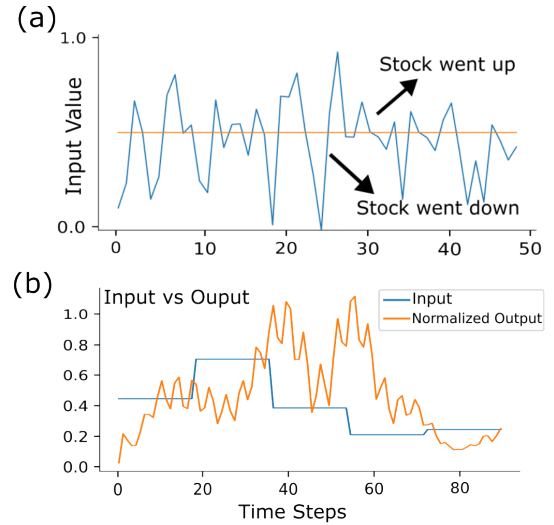 (a)
1.0
Input Value
0.0
Stock went up
Stock went down
0
10
20
30
40
50
(b)
Input vs Ouput
Input
Normalized Output
1.0
0.8
0.6
0.4
0.2
0.0
0
20
40
60
80
Time Steps